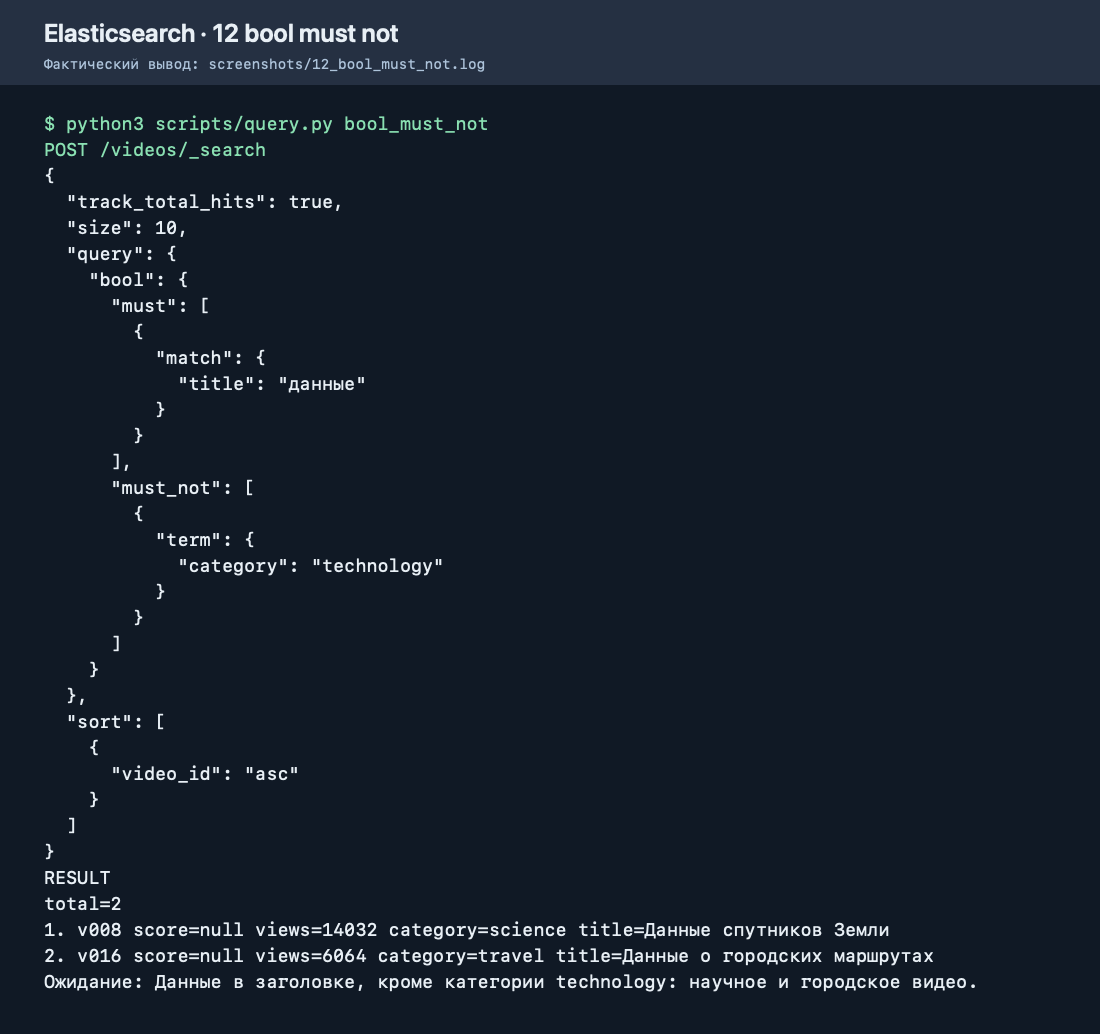 Elasticsearch · 12 bool must not
Фактический вывод: screenshots/12_bool_must_not.log
$ python3 scripts/query.py bool_must_not
POST /videos/_search
{
  "track_total_hits": true,
  "size": 10,
  "query": {
    "bool": {
      "must": [
        {
          "match": {
            "title": "данные"
          }
        }
      ],
      "must_not": [
        {
          "term": {
            "category": "technology"
          }
        }
      ]
    }
  },
  "sort": [
    {
      "video_id": "asc"
    }
  ]
}
RESULT
total=2
1. v008 score=null views=14032 category=science title=Данные спутников Земли
2. v016 score=null views=6064 category=travel title=Данные о городских маршрутах
Ожидание: Данные в заголовке, кроме категории technology: научное и городское видео.